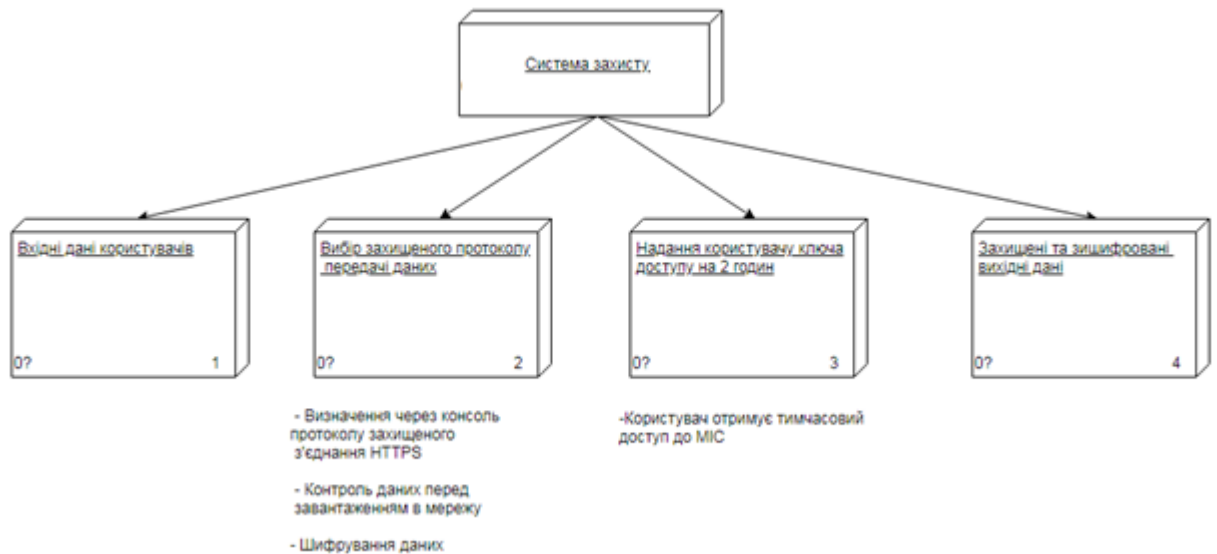 Система захисту
Вхідні дані користувачів
0?
1
Вибір захищеного протоколу
передачі даних
0?
2
Надання користувачу ключа
доступу на 2 годин
0?
3
Захищені та зишифровані
вихідні дані
0?
4
- Визначення через консоль
протоколу захищеного
з'єднання HTTPS
- Контроль даних перед
завантаженням в мережу
- Шифрування даних
-Користувач отримує тимчасовий
доступ до МІС